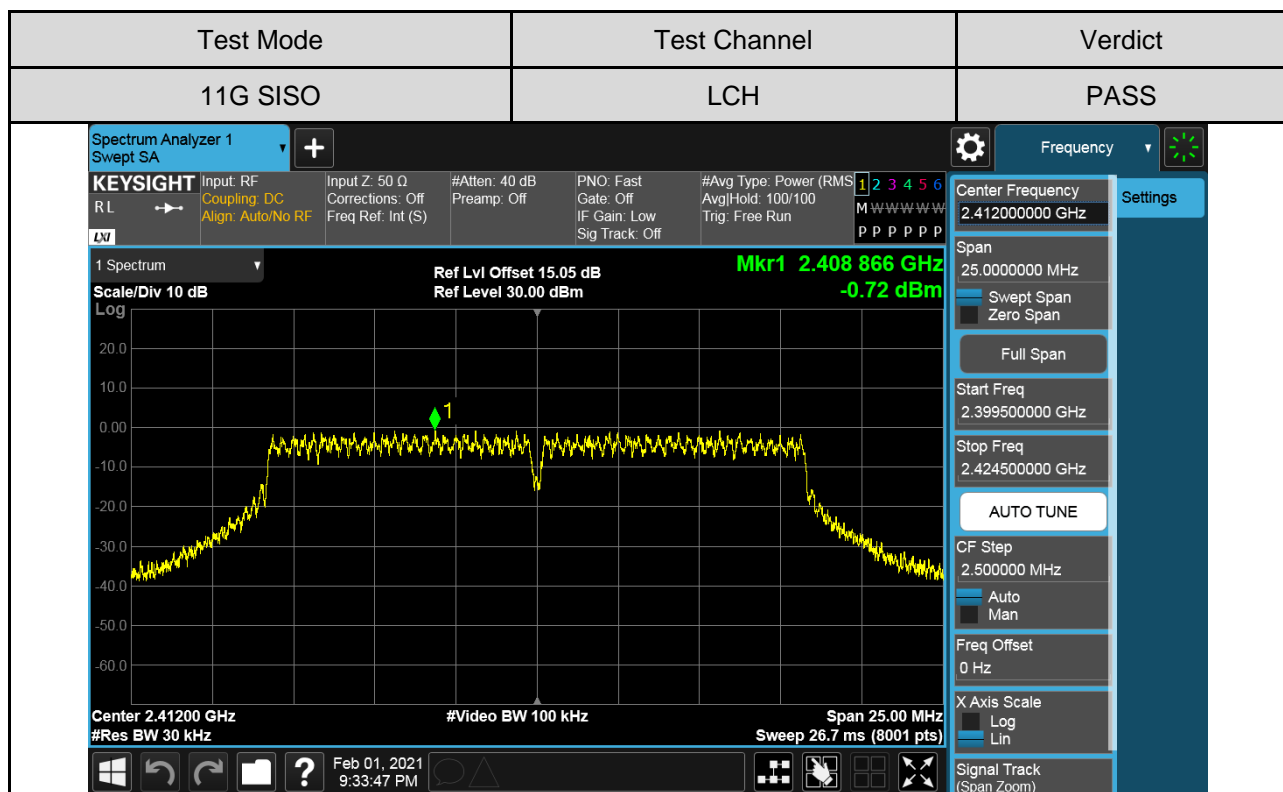 Test Mode Test Channel Verdict
11G SISO LCH PASS
Spectrum Analyzer 1
Swept SA
+
Frequency
KEYSIGHT
RL
LXI
Input: RF
Coupling: DC
Align: Auto/No RF
Input Z: 50 Ω
Corrections: Off
Freq Ref: Int (S)
#Atten: 40 dB
Preamp: Off
PNO: Fast
Gate: Off
IF Gain: Low
Sig Track: Off
#Avg Type: Power (RMS
Avg|Hold: 100/100
Trig: Free Run
1 2 3 4 5 6
M W W W W W
P P P P P P
1 Spectrum
Scale/Div 10 dB
Log
Ref Lvl Offset 15.05 dB
Ref Level 30.00 dBm
Mkr1 2.408 866 GHz
-0.72 dBm
20.0
10.0
0.00
-10.0
-20.0
-30.0
-40.0
-50.0
-60.0
1
Center 2.41200 GHz
#Res BW 30 kHz
#Video BW 100 kHz
Span 25.00 MHz
Sweep 26.7 ms (8001 pts)
Center Frequency
2.412000000 GHz
Settings
Span
25.0000000 MHz
Swept Span
Zero Span
Full Span
Start Freq
2.399500000 GHz
Stop Freq
2.424500000 GHz
AUTO TUNE
CF Step
2.500000 MHz
Auto
Man
Freq Offset
0 Hz
X Axis Scale
Log
Lin
Signal Track
(Span Zoom)
?
Feb 01, 2021
9:33:47 PM